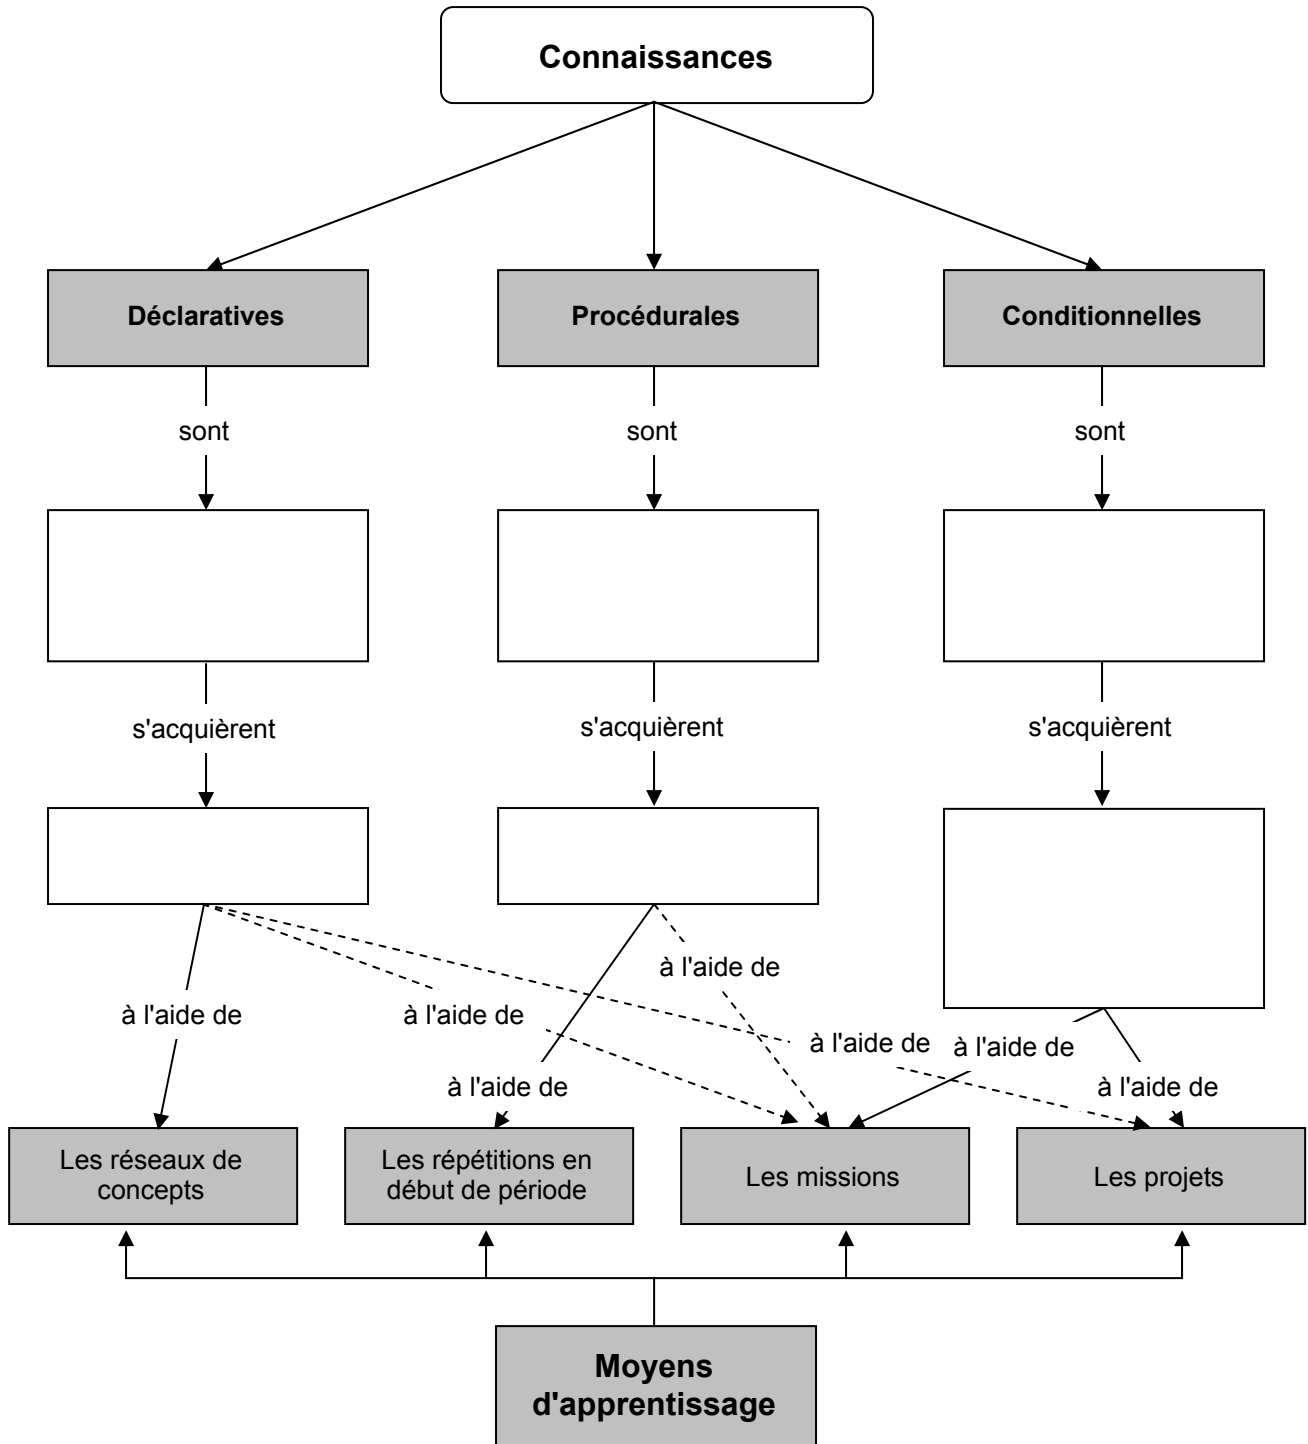 Connaissances
Déclaratives
Procédurales
Conditionnelles
sont
sont
sont
s'acquièrent
s'acquièrent
s'acquièrent
à l'aide de
à l'aide de
à l'aide de
à l'aide de
à l'aide de
à l'aide de
à l'aide de
Les réseaux de
concepts
Les répétitions en
début de période
Les missions
Les projets
Moyens
d'apprentissage